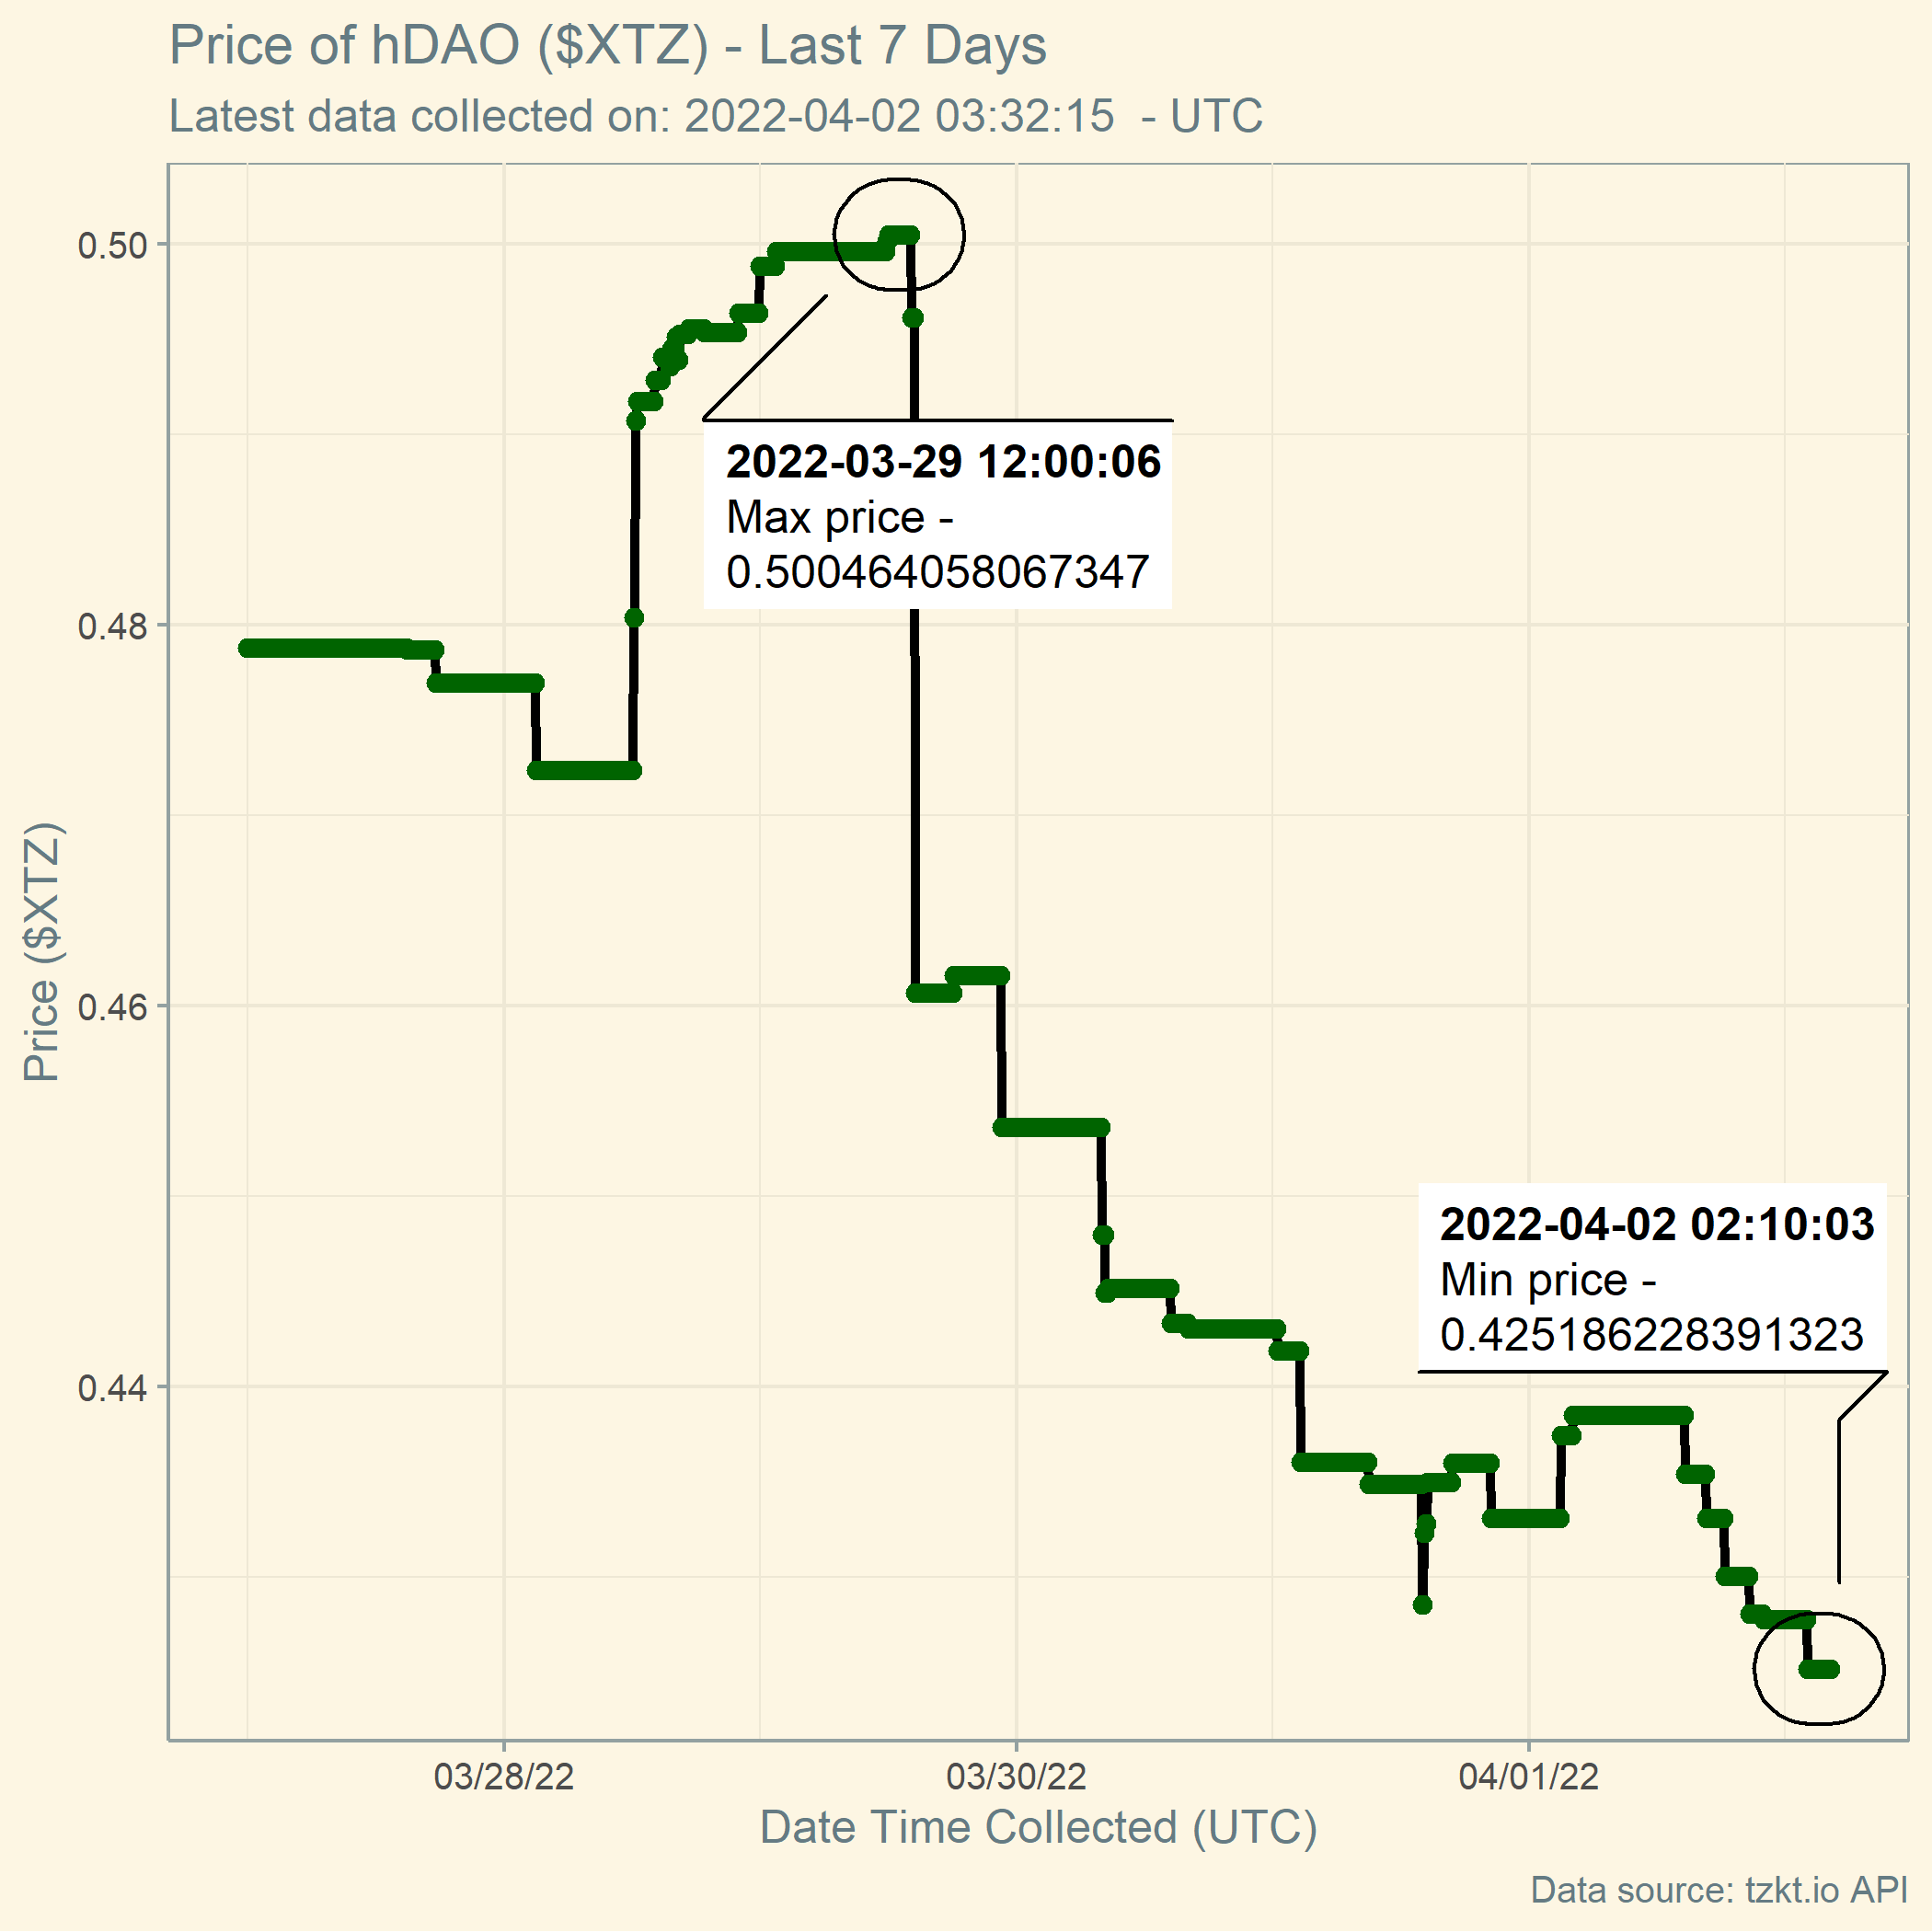 Price of hDAO ($XTZ) - Last 7 Days
Latest data collected on: 2022-04-02 03:32:15 - UTC
0.50
2022-03-29 12:00:06
Max price -
0.500464058067347
0.48
Price ($XTZ)
0.46
2022-04-02 02:10:03
Min price -
0.425186228391323
0.44
03/28/22
03/30/22
04/01/22
Date Time Collected (UTC)
Data source: tzkt.io API